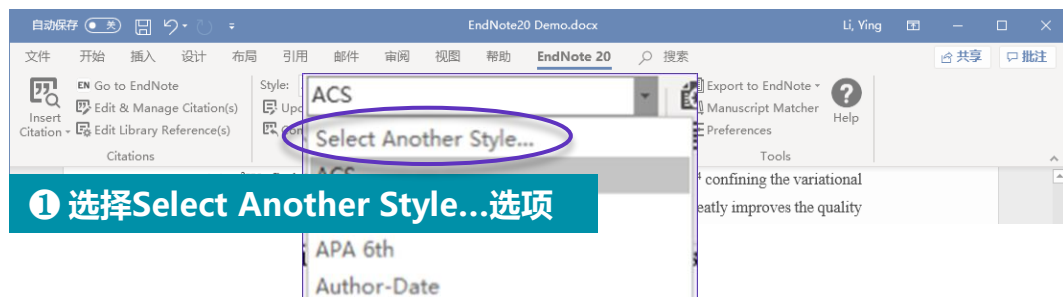 自动保存 关 EndNote20 Demo.docx Li, Ying
文件 开始 插入 设计 布局 引用 邮件 审阅 视图 帮助 EndNote 20 搜索 共享 批注
EN Go to EndNote Style: ACS Export to EndNote
Edit & Manage Citation(s) Manuscript Matcher
Insert Citation Edit Library Reference(s) Select Another Style... Preferences Help
Citations ACS Tools
⁴ confining the variational
❶ 选择Select Another Style...选项
eatly improves the quality
APA 6th
Author-Date